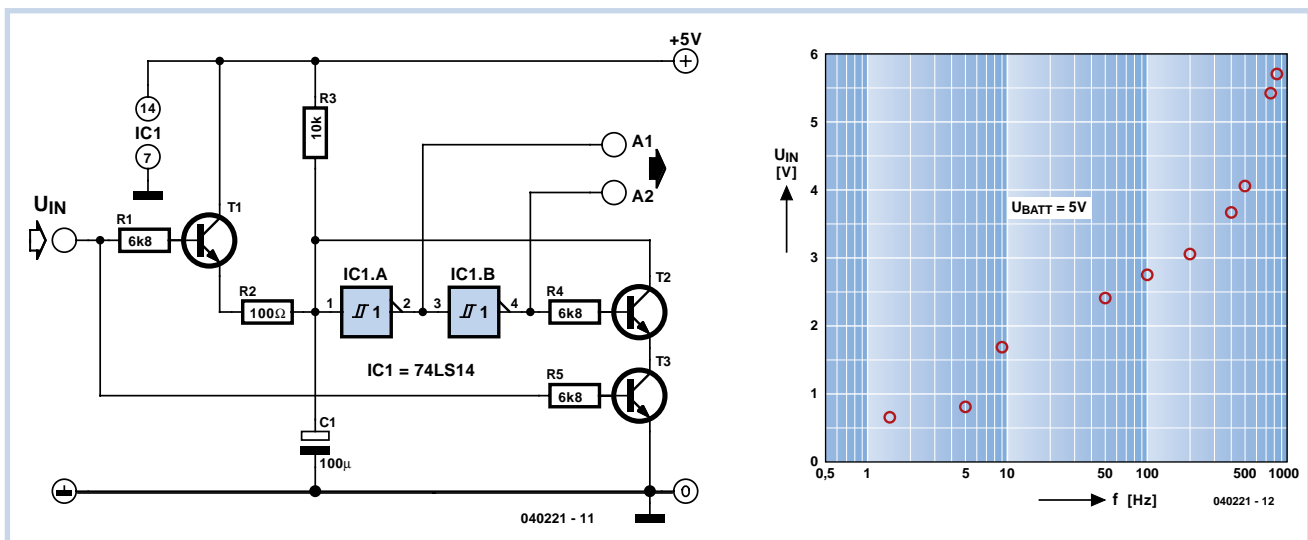 +5V
14
IC1
7
R3
10k
A1
A2
UIN
R1
6k8
T1
R2
100Ω
1
IC1.A
1
2
3
IC1.B
1
4
R4
6k8
T2
IC1 = 74LS14
R5
6k8
T3
C1
100µ
0
040221 - 11
6
5
UIN
[V]
4
UBATT = 5V
3
2
1
0
0,5
1
5
10
50
100
500
1000
f [Hz]
040221 - 12